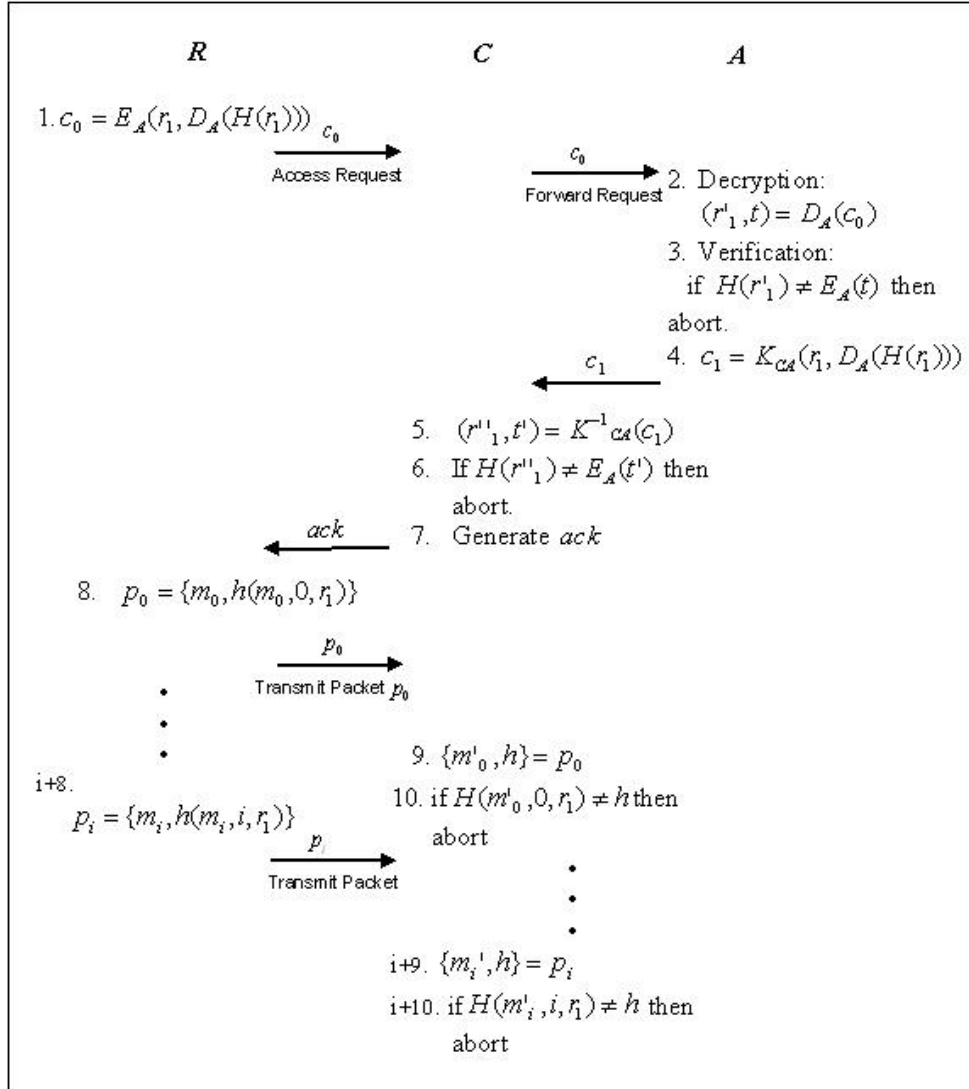 R C A
1. c₀ = E_A(r₁, D_A(H(r₁)))
c₀
Access Request
c₀
Forward Request
2. Decryption:
(r'₁, t) = D_A(c₀)
3. Verification:
if H(r'₁) ≠ E_A(t) then
abort.
4. c₁ = K_CA(r₁, D_A(H(r₁)))
c₁
5. (r''₁, t') = K⁻¹_CA(c₁)
6. If H(r''₁) ≠ E_A(t') then
abort.
7. Generate ack
ack
8. p₀ = {m₀, h(m₀, 0, r₁)}
p₀
Transmit Packet p₀
9. {m'₀, h} = p₀
10. if H(m'₀, 0, r₁) ≠ h then
abort
i+8.
pᵢ = {mᵢ, h(mᵢ, i, r₁)}
pᵢ
Transmit Packet
i+9. {mᵢ', h} = pᵢ
i+10. if H(m'ᵢ, i, r₁) ≠ h then
abort